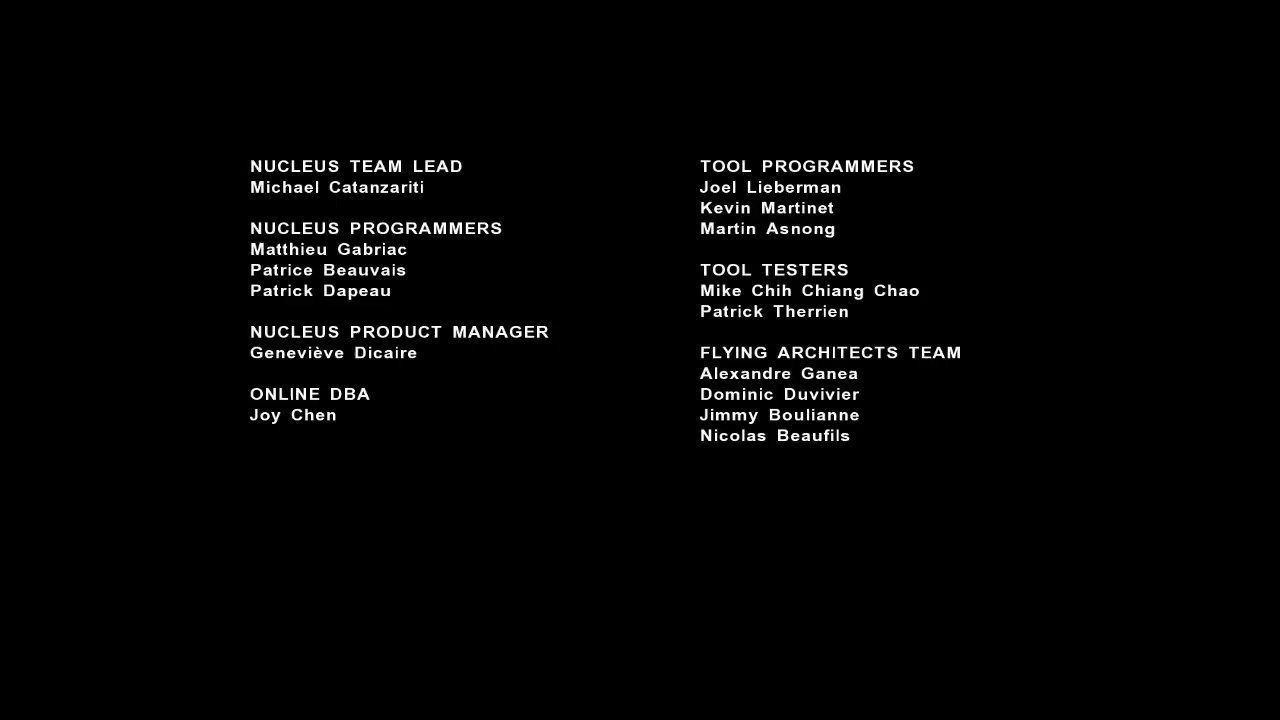 NUCLEUS TEAM LEAD
Michael Catanzariti
NUCLEUS PROGRAMMERS
Matthieu Gabriac
Patrice Beauvais
Patrick Dapeau
NUCLEUS PRODUCT MANAGER
Geneviève Dicaire
ONLINE DBA
Joy Chen
TOOL PROGRAMMERS
Joel Lieberman
Kevin Martinet
Martin Asnong
TOOL TESTERS
Mike Chih Chiang Chao
Patrick Therrien
FLYING ARCHITECTS TEAM
Alexandre Ganea
Dominic Duvivier
Jimmy Boulianne
Nicolas Beaufils